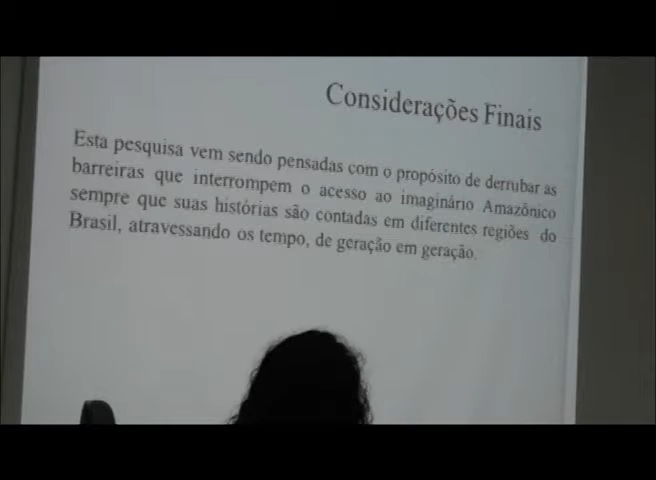 Considerações Finais
Esta pesquisa vem sendo pensadas com o propósito de derrubar as
barreiras que interrompem o acesso ao imaginário Amazônico
sempre que suas histórias são contadas em diferentes regiões do
Brasil, atravessando os tempo, de geração em geração.